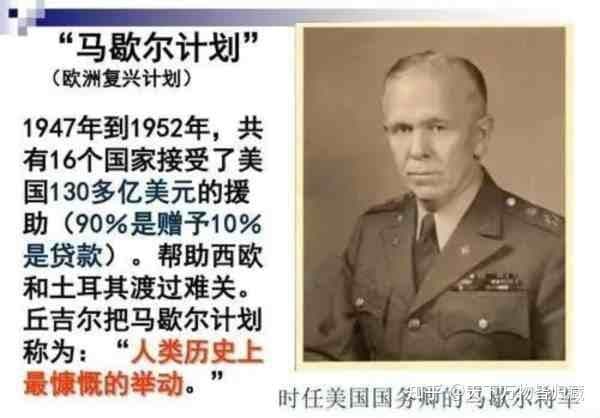 “马歇尔计划”
（欧洲复兴计划）
1947年到1952年，共
有16个国家接受了美
国130多亿美元的援
助（90％是赠予10％
是贷款）。帮助西欧
和土耳其渡过难关。
丘吉尔把马歇尔计划
称为：“人类历史上
最慷慨的举动。”
知乎
时任美国国务卿的马歇尔将军